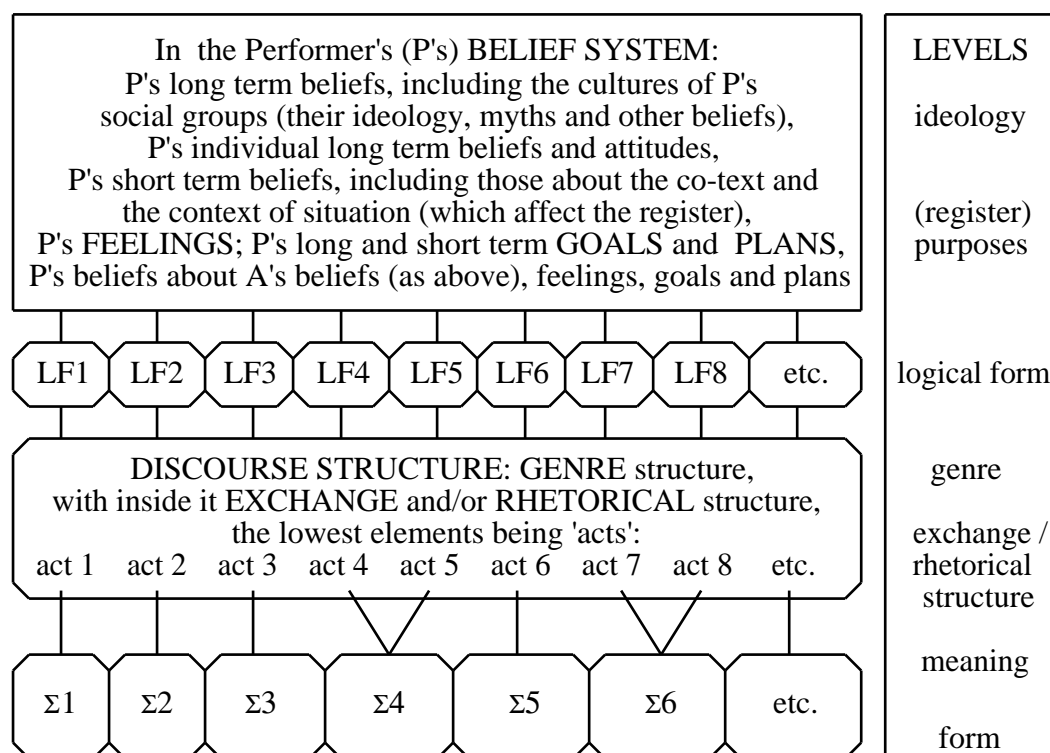 In the Performer's (P's) BELIEF SYSTEM:
P's long term beliefs, including the cultures of P's
social groups (their ideology, myths and other beliefs),
P's individual long term beliefs and attitudes,
P's short term beliefs, including those about the co-text and
the context of situation (which affect the register),
P's FEELINGS; P's long and short term GOALS and PLANS,
P's beliefs about A's beliefs (as above), feelings, goals and plans
LF1 LF2 LF3 LF4 LF5 LF6 LF7 LF8 etc.
DISCOURSE STRUCTURE: GENRE structure,
with inside it EXCHANGE and/or RHETORICAL structure,
the lowest elements being 'acts':
act 1 act 2 act 3 act 4 act 5 act 6 act 7 act 8 etc.
Σ1 Σ2 Σ3 Σ4 Σ5 Σ6 etc.
LEVELS
ideology
(register)
purposes
logical form
genre
exchange /
rhetorical
structure
meaning
form